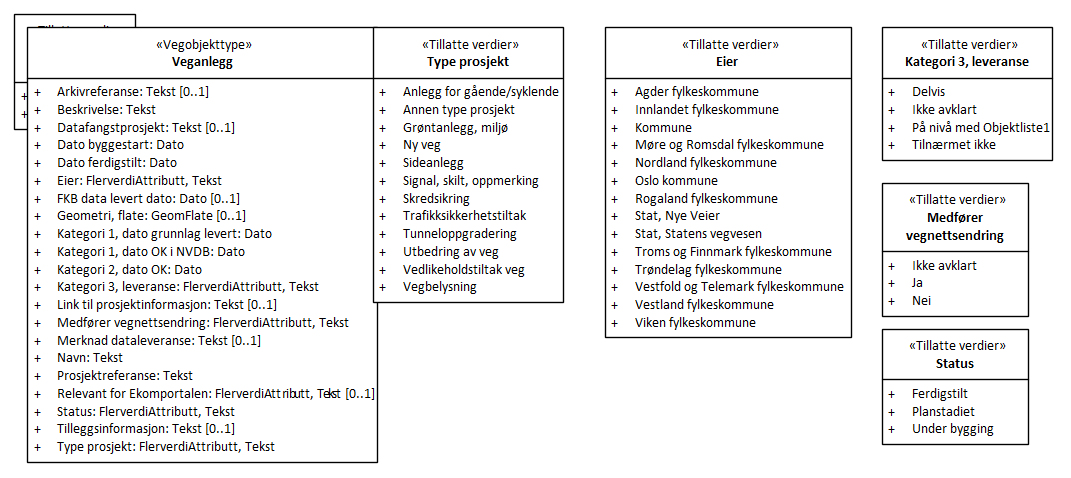 «Vegobjekttype»
Veganlegg
+ Arkivreferanse: Tekst [0..1]
+ Beskrivelse: Tekst
+ Datafangstprosjekt: Tekst [0..1]
+ Dato byggestart: Dato
+ Dato ferdigstilt: Dato
+ Eier: FlerverdiAttributt, Tekst
+ FKB data levert dato: Dato [0..1]
+ Geometri, flate: GeomFlate [0..1]
+ Kategori 1, dato grunnlag levert: Dato
+ Kategori 1, dato OK i NVDB: Dato
+ Kategori 2, dato OK: Dato
+ Kategori 3, leveranse: FlerverdiAttributt, Tekst
+ Link til prosjektinformasjon: Tekst [0..1]
+ Medfører vegnettsendring: FlerverdiAttributt, Tekst
+ Merknad dataleveranse: Tekst [0..1]
+ Navn: Tekst
+ Prosjektreferanse: Tekst
+ Relevant for Ekomportalen: FlerverdiAttributt, Tekst [0..1]
+ Status: FlerverdiAttributt, Tekst
+ Tilleggsinformasjon: Tekst [0..1]
+ Type prosjekt: FlerverdiAttributt, Tekst
«Tillatte verdier»
Type prosjekt
+ Anlegg for gående/syklende
+ Annen type prosjekt
+ Grøntanlegg, miljø
+ Ny veg
+ Sideanlegg
+ Signal, skilt, oppmerking
+ Skredsikring
+ Trafikksikkerhetstiltak
+ Tunneloppgradering
+ Utbedring av veg
+ Vedlikeholdstiltak veg
+ Vegbelysning
«Tillatte verdier»
Eier
+ Agder fylkeskommune
+ Innlandet fylkeskommune
+ Kommune
+ Møre og Romsdal fylkeskommune
+ Nordland fylkeskommune
+ Oslo kommune
+ Rogaland fylkeskommune
+ Stat, Nye Veier
+ Stat, Statens vegvesen
+ Troms og Finnmark fylkeskommune
+ Trøndelag fylkeskommune
+ Vestfold og Telemark fylkeskommune
+ Vestland fylkeskommune
+ Viken fylkeskommune
«Tillatte verdier»
Kategori 3, leveranse
+ Delvis
+ Ikke avklart
+ På nivå med Objektliste1
+ Tilnærmet ikke
«Tillatte verdier»
Medfører
vegnettsendring
+ Ikke avklart
+ Ja
+ Nei
«Tillatte verdier»
Status
+ Ferdigstilt
+ Planstadiet
+ Under bygging